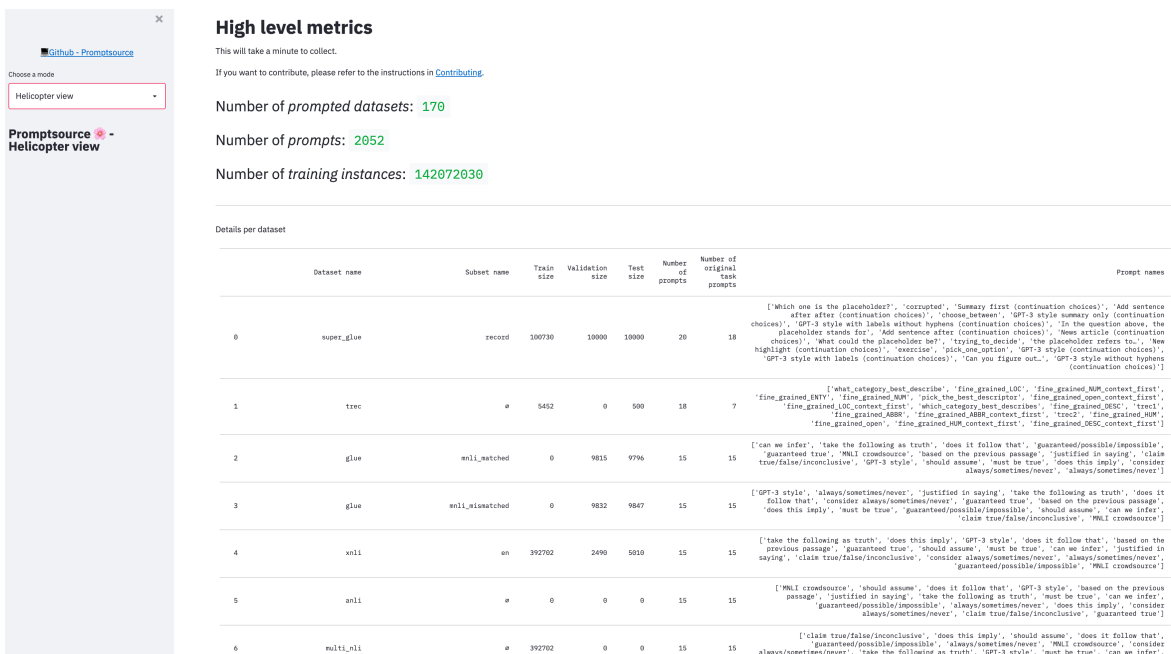 ×
Github - Promptsource
Choose a mode
Helicopter view
Promptsource 🌸 -
Helicopter view
High level metrics
This will take a minute to collect.
If you want to contribute, please refer to the instructions in Contributing.
Number of prompted datasets: 170
Number of prompts: 2052
Number of training instances: 142072030
Details per dataset
Dataset name Subset name Train size Validation size Test size Number of prompts Number of original task prompts Prompt names
0 super_glue record 100730 10000 10000 20 18
['Which one is the placeholder?', 'corrupted', 'Summary first (continuation choices)', 'Add sentence
after after (continuation choices)', 'choose_between', 'GPT-3 style summary only (continuation
choices)', 'GPT-3 style with labels without hyphens (continuation choices)', 'In the question above, the
placeholder stands for', 'Add sentence after (continuation choices)', 'News article (continuation
choices)', 'What could the placeholder be?', 'trying_to_decide', 'the placeholder refers to…', 'New
highlight (continuation choices)', 'exercise', 'pick_one_option', 'GPT-3 style (continuation choices)',
'GPT-3 style with labels (continuation choices)', 'Can you figure out…', 'GPT-3 style without hyphens
(continuation choices)']
1 trec ∅ 5452 0 500 18 7
['what_category_best_describe', 'fine_grained_LOC', 'fine_grained_NUM_context_first',
'fine_grained_ENTY', 'fine_grained_NUM', 'pick_the_best_descriptor', 'fine_grained_open_context_first',
'fine_grained_LOC_context_first', 'which_category_best_describes', 'fine_grained_DESC', 'trec1',
'fine_grained_ABBR', 'fine_grained_ABBR_context_first', 'trec2', 'fine_grained_HUM',
'fine_grained_open', 'fine_grained_HUM_context_first', 'fine_grained_DESC_context_first']
2 glue mnli_matched 0 9815 9796 15 15
['can we infer', 'take the following as truth', 'does it follow that', 'guaranteed/possible/impossible',
'guaranteed true', 'MNLI crowdsource', 'based on the previous passage', 'justified in saying', 'claim
true/false/inconclusive', 'GPT-3 style', 'should assume', 'must be true', 'does this imply', 'consider
always/sometimes/never', 'always/sometimes/never']
3 glue mnli_mismatched 0 9832 9847 15 15
['GPT-3 style', 'always/sometimes/never', 'justified in saying', 'take the following as truth', 'does it
follow that', 'consider always/sometimes/never', 'guaranteed true', 'based on the previous passage',
'does this imply', 'must be true', 'guaranteed/possible/impossible', 'should assume', 'can we infer',
'claim true/false/inconclusive', 'MNLI crowdsource']
4 xnli en 392702 2490 5010 15 15
['take the following as truth', 'does this imply', 'GPT-3 style', 'does it follow that', 'based on the
previous passage', 'guaranteed true', 'should assume', 'must be true', 'can we infer', 'justified in
saying', 'claim true/false/inconclusive', 'consider always/sometimes/never', 'always/sometimes/never',
'guaranteed/possible/impossible', 'MNLI crowdsource']
5 anli ∅ 0 0 0 15 15
['MNLI crowdsource', 'should assume', 'does it follow that', 'GPT-3 style', 'based on the previous
passage', 'justified in saying', 'take the following as truth', 'must be true', 'can we infer',
'guaranteed/possible/impossible', 'always/sometimes/never', 'does this imply', 'consider
always/sometimes/never', 'claim true/false/inconclusive', 'guaranteed true']
6 multi_nli ∅ 392702 0 0 15 15
['claim true/false/inconclusive', 'does this imply', 'should assume', 'does it follow that',
'guaranteed/possible/impossible', 'always/sometimes/never', 'MNLI crowdsource', 'consider
always/sometimes/never', 'take the following as truth', 'GPT-3 style', 'must be true', 'can we infer',